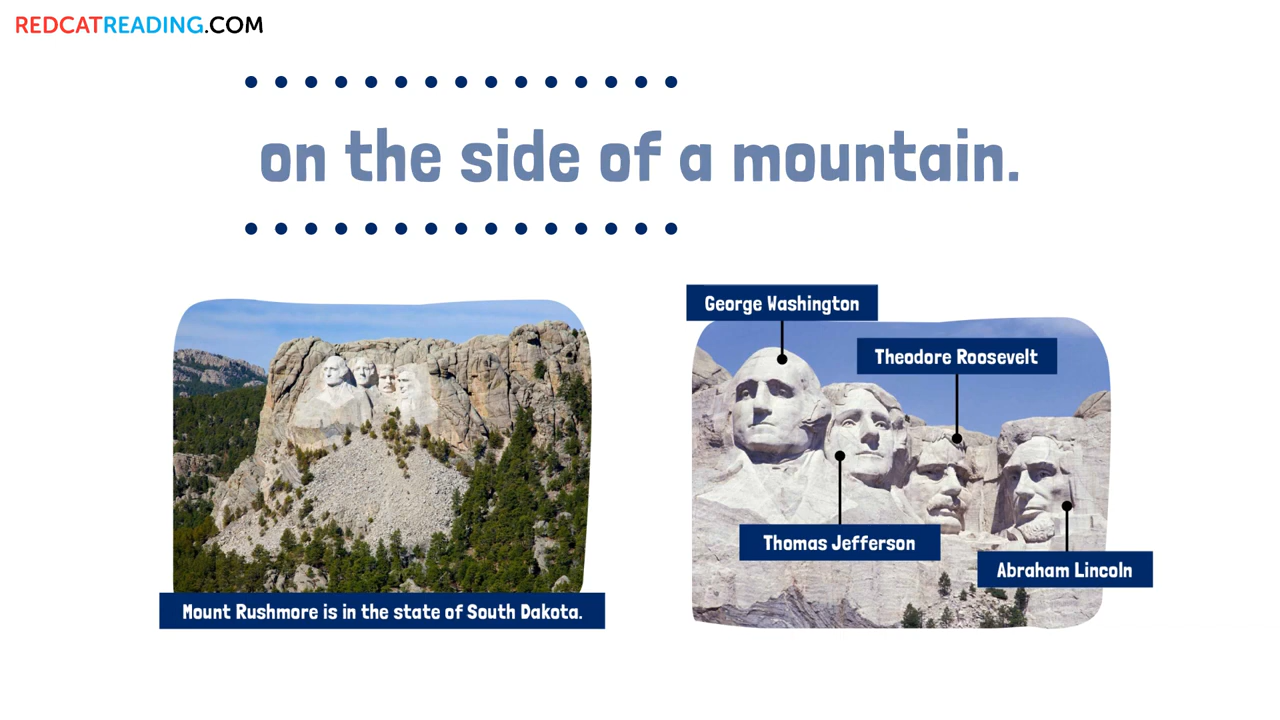 REDCATREADING.COM
on the side of a mountain.
George Washington
Theodore Roosevelt
Thomas Jefferson
Abraham Lincoln
Mount Rushmore is in the state of South Dakota.